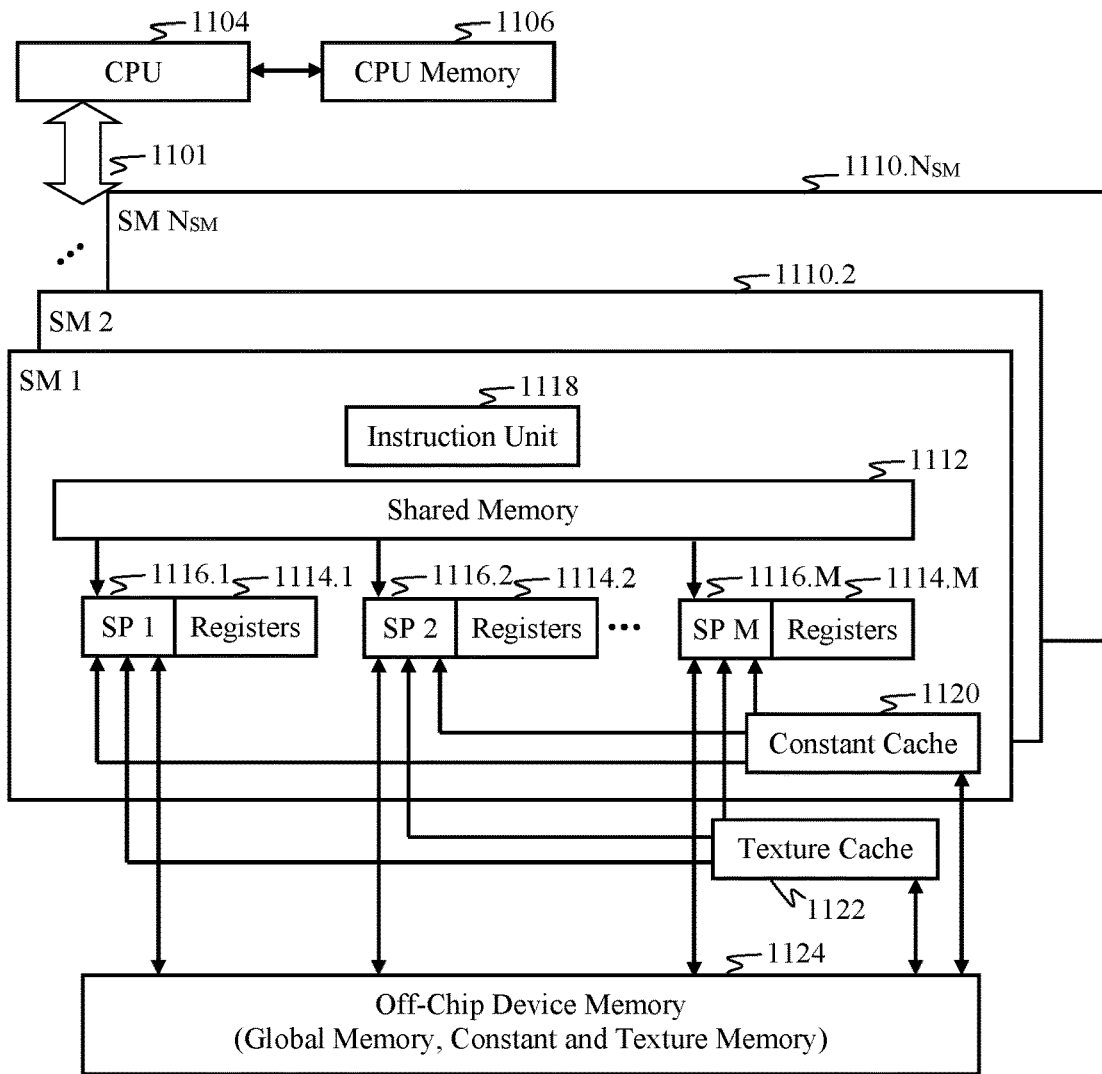 1104
1106
CPU
CPU Memory
1101
1110.NSM
SM NSM
...
1110.2
SM 2
SM 1
1118
Instruction Unit
1112
Shared Memory
1116.1 1114.1 1116.2 1114.2 1116.M 1114.M
SP 1 Registers SP 2 Registers ... SP M Registers
1120
Constant Cache
Texture Cache
1122
1124
Off-Chip Device Memory
(Global Memory, Constant and Texture Memory)